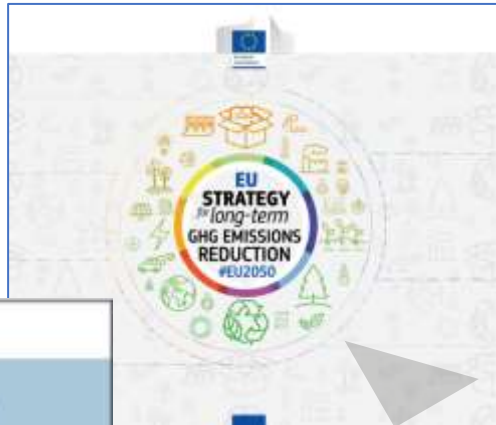 EU
STRATEGY
for long-term
GHG EMISSIONS
REDUCTION
#EU2050